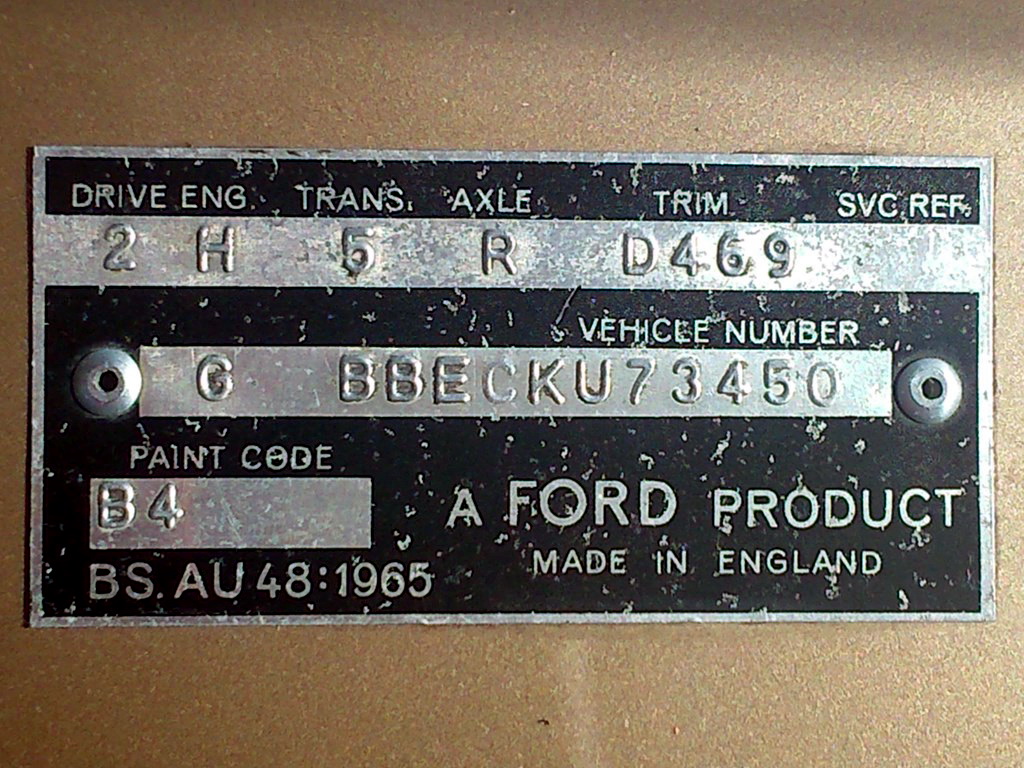 DRIVE ENG. TRANS. AXLE TRIM SVC.REF.
2 H 5 R D469
VEHICLE NUMBER
G BBECKU73450
PAINT CODE
B4
A FORD PRODUCT
MADE IN ENGLAND
BS. AU 48:1965